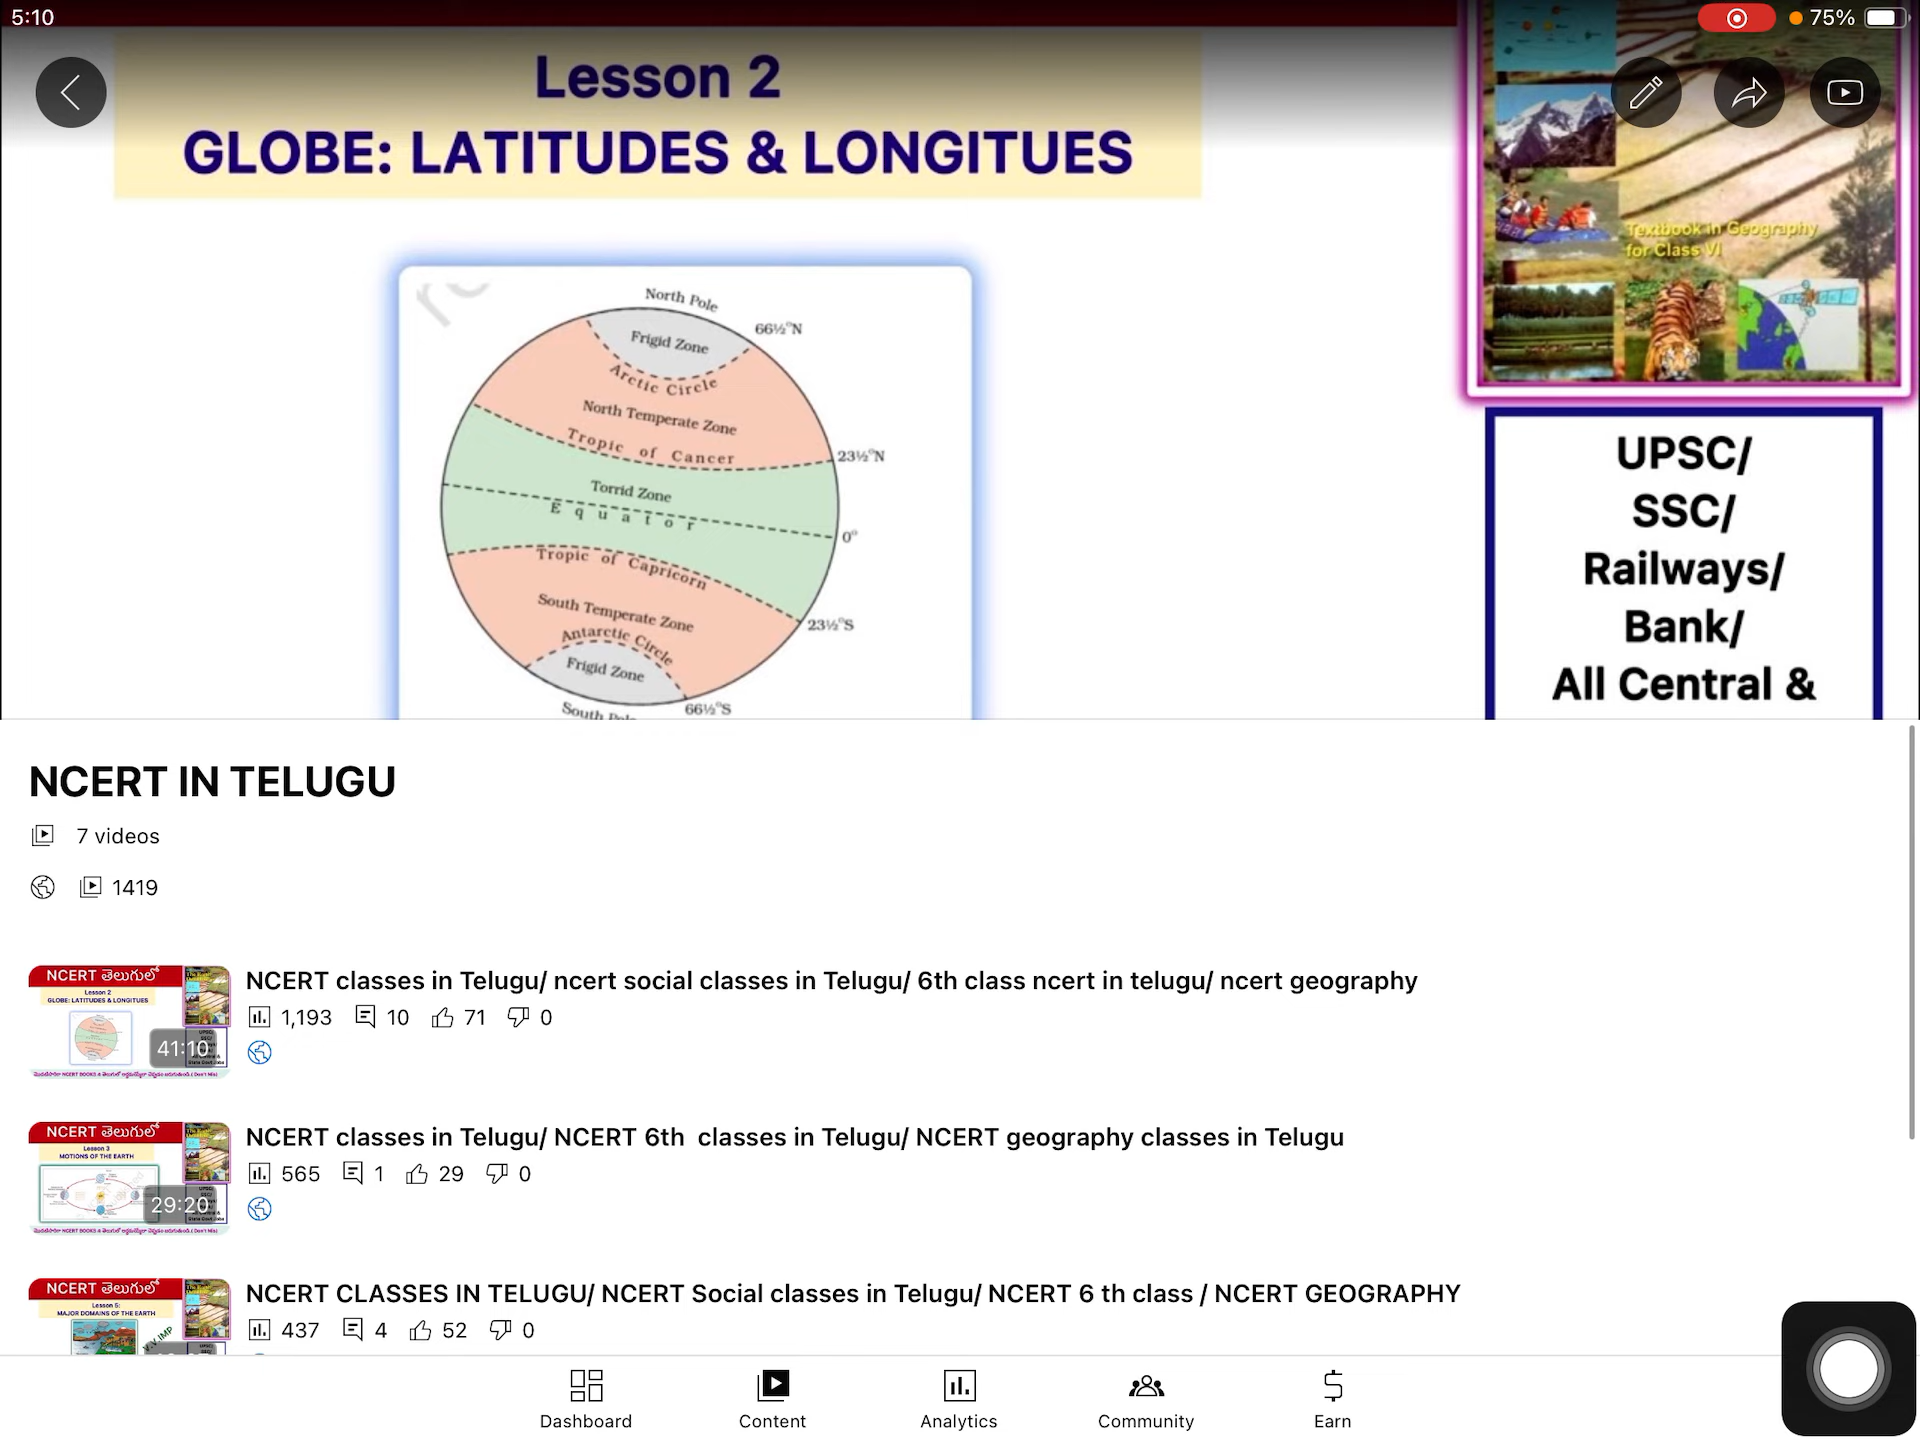 5:10
75%
Lesson 2
GLOBE: LATITUDES & LONGITUES
Textbook in Geography
for Class VI
North Pole
66½°N
Frigid Zone
Arctic Circle
North Temperate Zone
Tropic of Cancer
23½°N
Torrid Zone
Equator
0°
Tropic of Capricorn
South Temperate Zone
23½°S
Antarctic Circle
Frigid Zone
66½°S
South
UPSC/
SSC/
Railways/
Bank/
All Central &
NCERT IN TELUGU
7 videos
1419
NCERT తెలుగులో
Lesson 2
GLOBE: LATITUDES & LONGITUES
41:10
NCERT classes in Telugu/ ncert social classes in Telugu/ 6th class ncert in telugu/ ncert geography
1,193 10 71 0
NCERT తెలుగులో
Lesson 3
MOTIONS OF THE EARTH
29:20
NCERT classes in Telugu/ NCERT 6th  classes in Telugu/ NCERT geography classes in Telugu
565 1 29 0
NCERT తెలుగులో
Lesson 5:
MAJOR DOMAINS OF THE EARTH
V.V.IMP
NCERT CLASSES IN TELUGU/ NCERT Social classes in Telugu/ NCERT 6 th class / NCERT GEOGRAPHY
437 4 52 0
Dashboard
Content
Analytics
Community
Earn